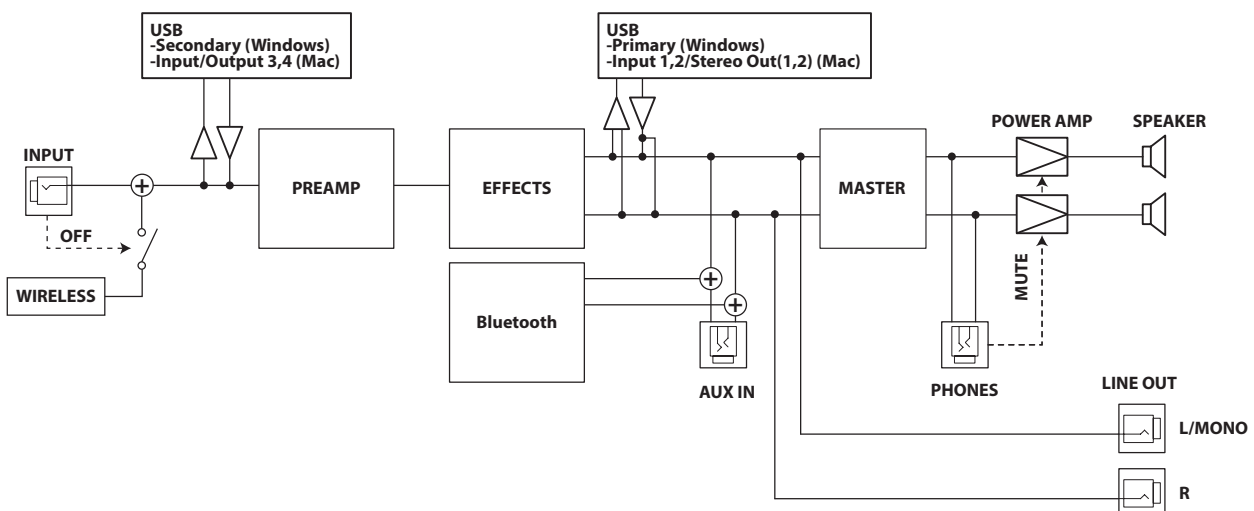 USB
-Secondary (Windows)
-Input/Output 3,4 (Mac)
USB
-Primary (Windows)
-Input 1,2/Stereo Out(1,2) (Mac)
INPUT
PREAMP
EFFECTS
MASTER
POWER AMP
SPEAKER
OFF
WIRELESS
Bluetooth
AUX IN
MUTE
PHONES
LINE OUT
L/MONO
R